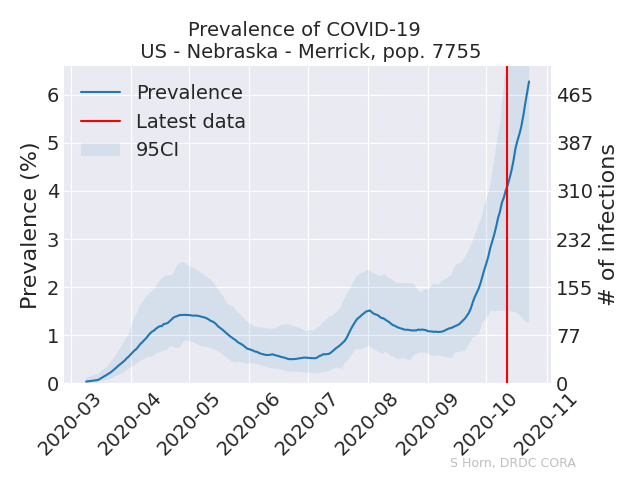 Prevalence of COVID-19
US - Nebraska - Merrick, pop. 7755
Prevalence
Latest data
95CI
Prevalence (%)
6
5
4
3
2
1
0
465
387
310
232
155
77
0
# of infections
2020-03
2020-04
2020-05
2020-06
2020-07
2020-08
2020-09
2020-10
2020-11
S Horn, DRDC CORA